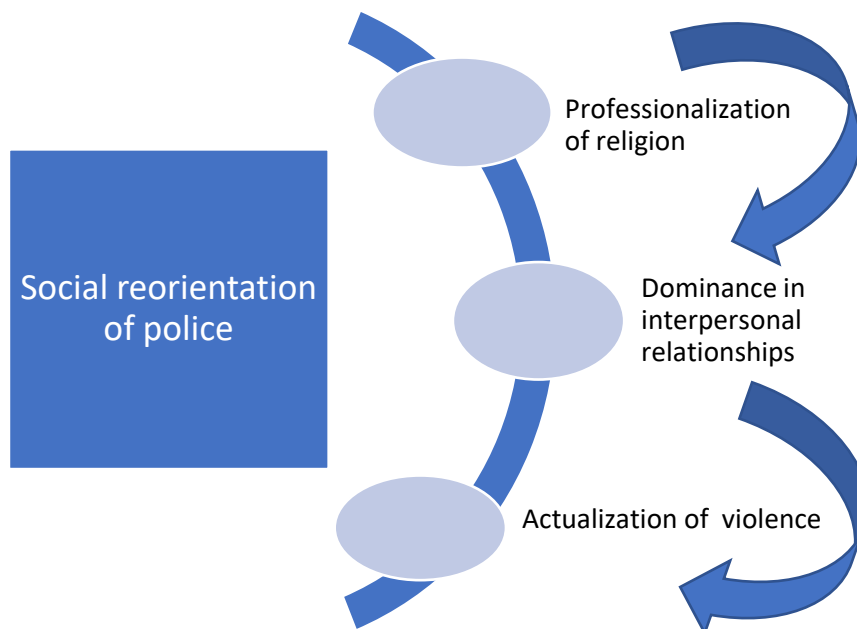 Social reorientation
of police
Professionalization
of religion
Dominance in
interpersonal
relationships
Actualization of  violence